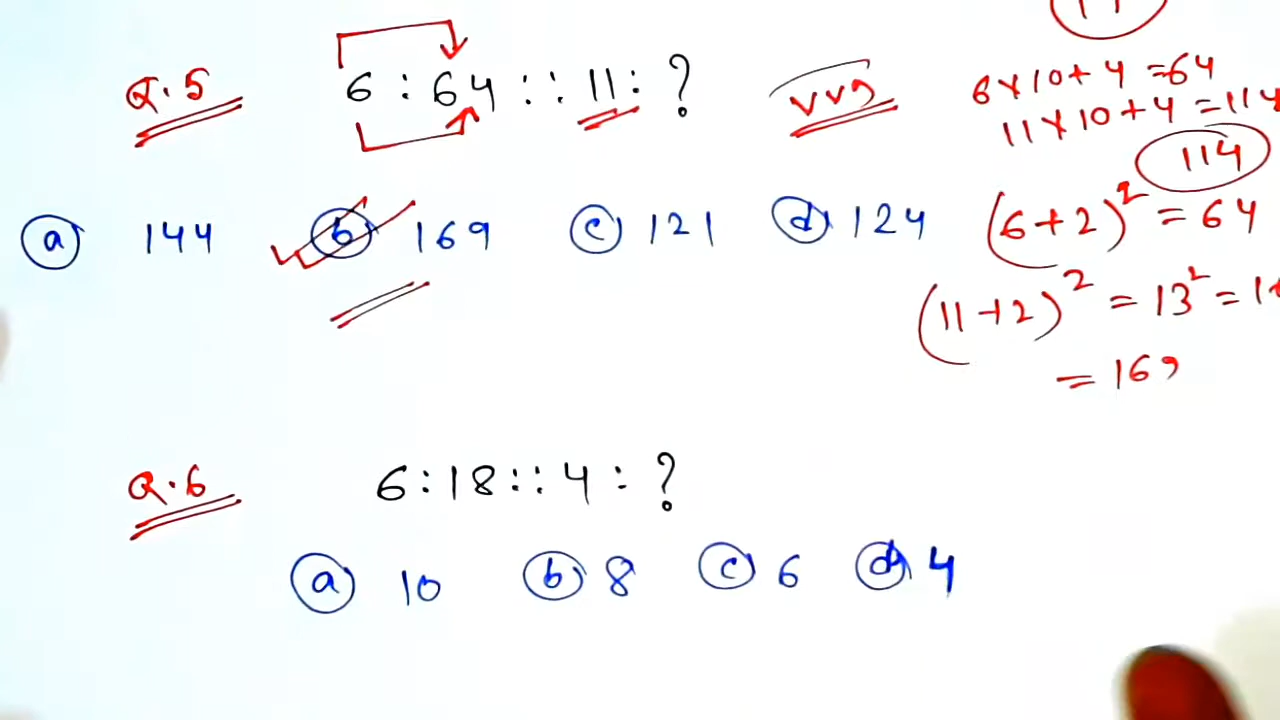 Q.5 6 : 64 :: 11 : ?
6×10+4 =64
11×10+4 =114
114
ⓐ 144 ⓑ 169 ⓒ 121 ⓓ 124
(6+2)² = 64
(11+2)² = 13² =
= 169
Q.6 6:18::4:?
ⓐ 10 ⓑ 8 ⓒ 6 ⓓ 4